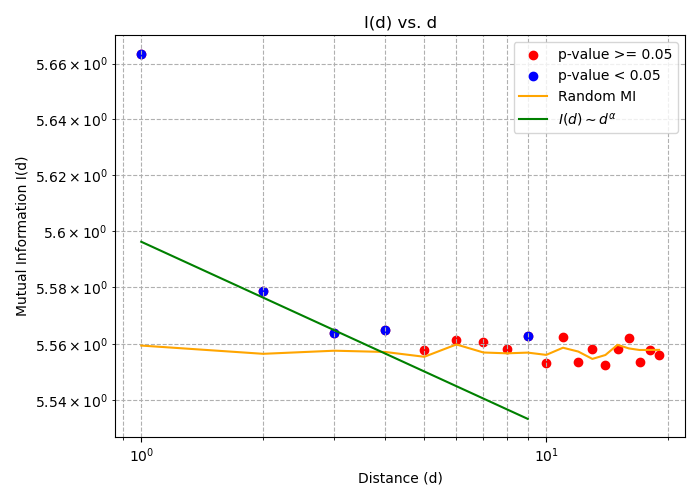 I(d) vs. d
5.66 × 10⁰
5.64 × 10⁰
5.62 × 10⁰
5.6 × 10⁰
5.58 × 10⁰
5.56 × 10⁰
5.54 × 10⁰
Mutual Information I(d)
p-value >= 0.05
p-value < 0.05
Random MI
I(d) ~ d^α
10⁰
10¹
Distance (d)